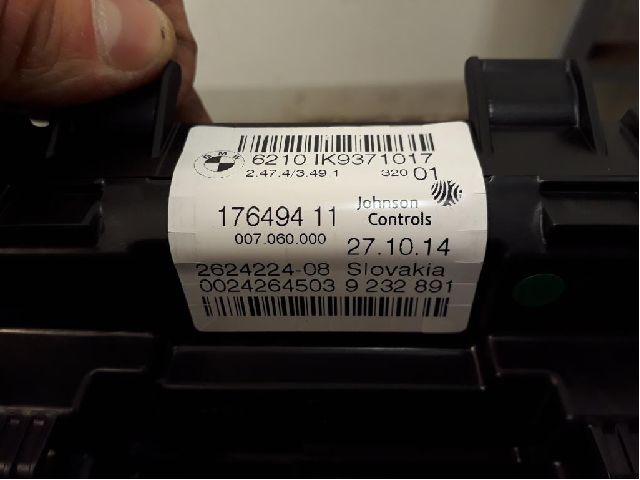 BMW 6210 IK9371017
2.47.4/3.49.1 320 01
176494 11 Johnson Controls
007.060.000 27.10.14
2624224-08 Slovakia
0024264503 9 232 891